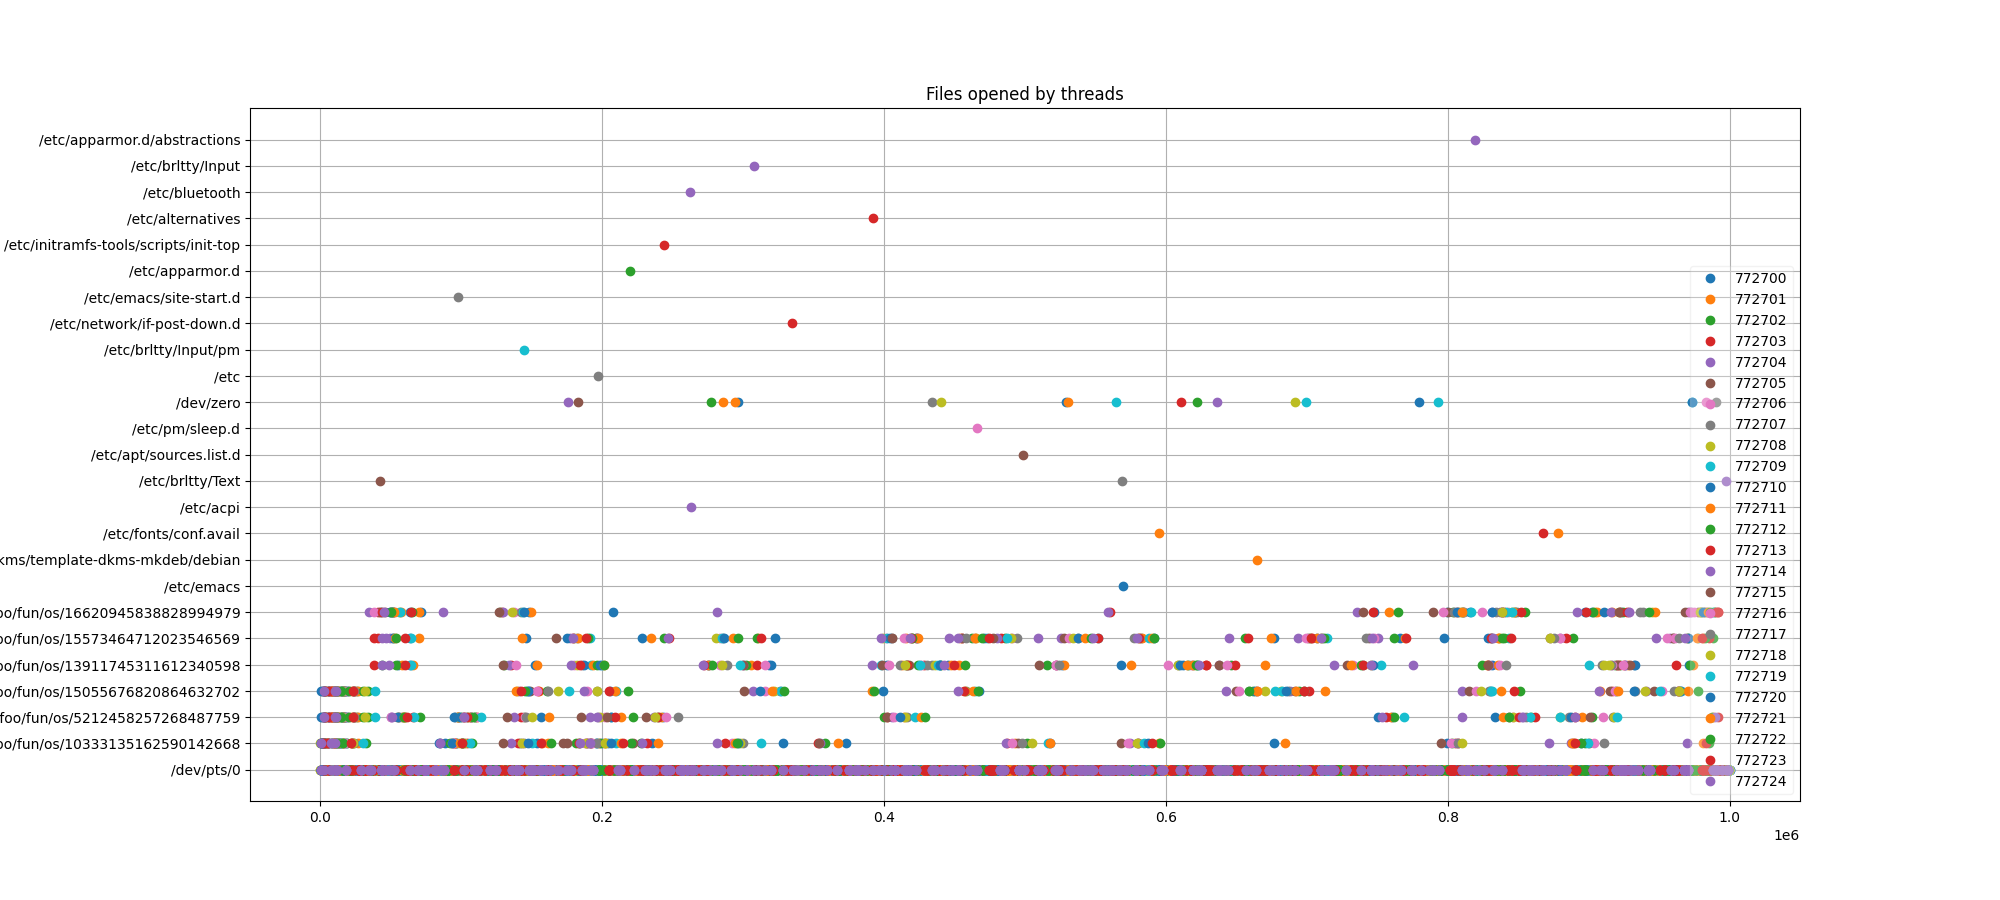 Files opened by threads
/etc/apparmor.d/abstractions
/etc/brltty/Input
/etc/bluetooth
/etc/alternatives
/etc/initramfs-tools/scripts/init-top
/etc/apparmor.d
/etc/emacs/site-start.d
/etc/network/if-post-down.d
/etc/brltty/Input/pm
/etc
/dev/zero
/etc/pm/sleep.d
/etc/apt/sources.list.d
/etc/brltty/Text
/etc/acpi
/etc/fonts/conf.avail
kms/template-dkms-mkdeb/debian
/etc/emacs
oo/fun/os/16620945838828994979
oo/fun/os/15573464712023546569
oo/fun/os/13911745311612340598
oo/fun/os/15055676820864632702
foo/fun/os/5212458257268487759
oo/fun/os/10333135162590142668
/dev/pts/0
0.0 0.2 0.4 0.6 0.8 1.0
1e6
772700
772701
772702
772703
772704
772705
772706
772707
772708
772709
772710
772711
772712
772713
772714
772715
772716
772717
772718
772719
772720
772721
772722
772723
772724